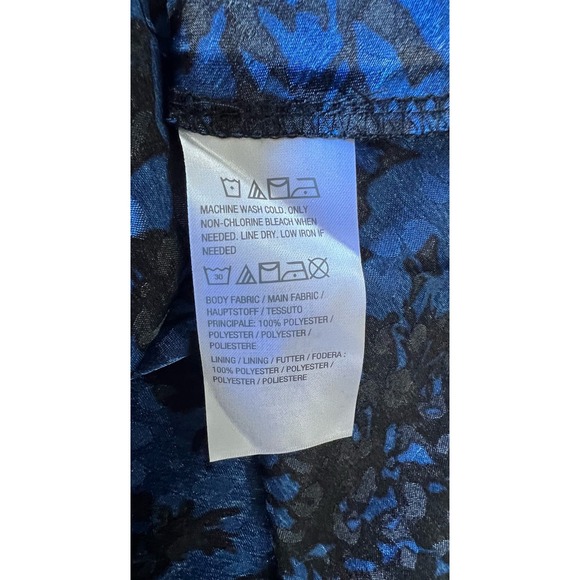 MACHINE WASH COLD. ONLY
NON-CHLORINE BLEACH WHEN
NEEDED. LINE DRY. LOW IRON IF
NEEDED
30
BODY FABRIC / MAIN FABRIC /
HAUPTSTOFF / TESSUTO
PRINCIPALE: 100% POLYESTER /
POLYESTER / POLYESTER /
POLIESTERE
LINING / LINING / FUTTER / FODERA :
100% POLYESTER / POLYESTER /
POLYESTER / POLIESTERE